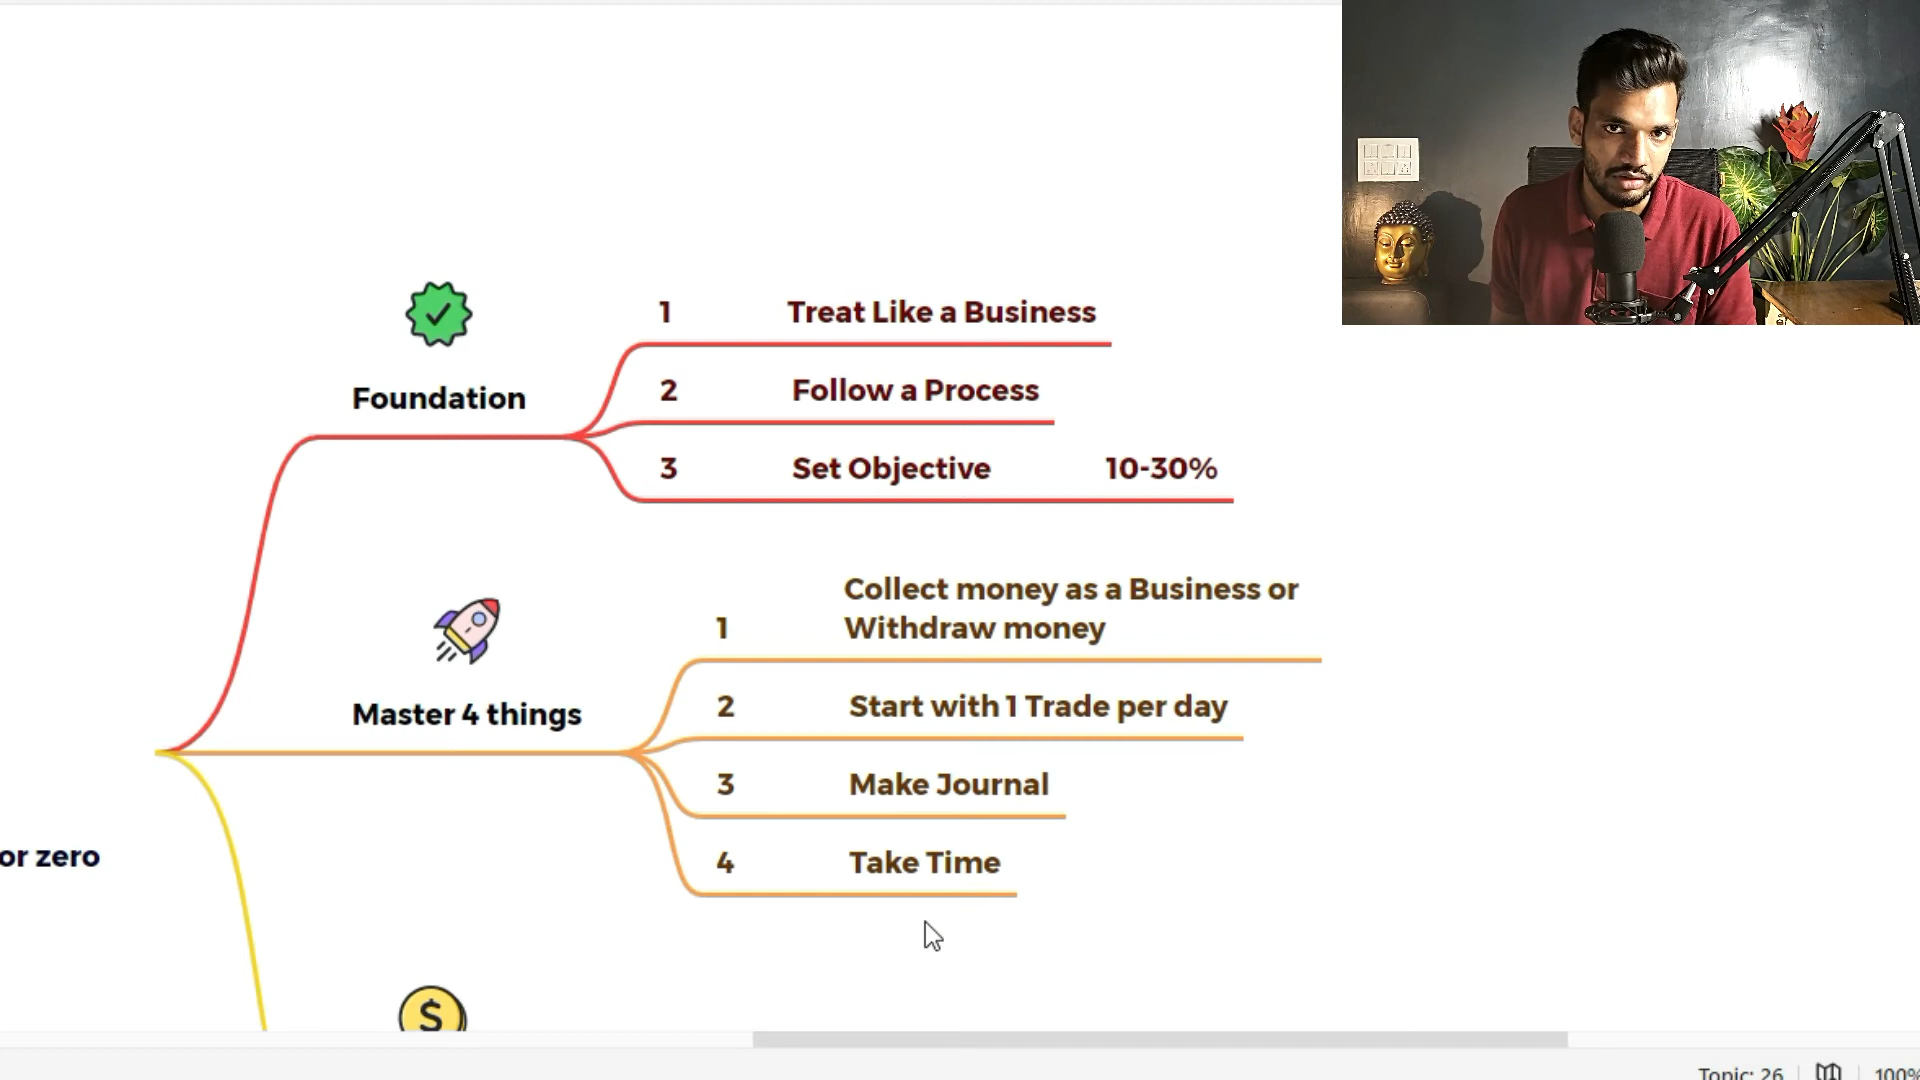 1 Treat Like a Business
Foundation
2 Follow a Process
3 Set Objective 10-30%
Collect money as a Business or
1 Withdraw money
Master 4 things
2 Start with 1 Trade per day
3 Make Journal
4 Take Time
or zero
$
Topic: 26
100%